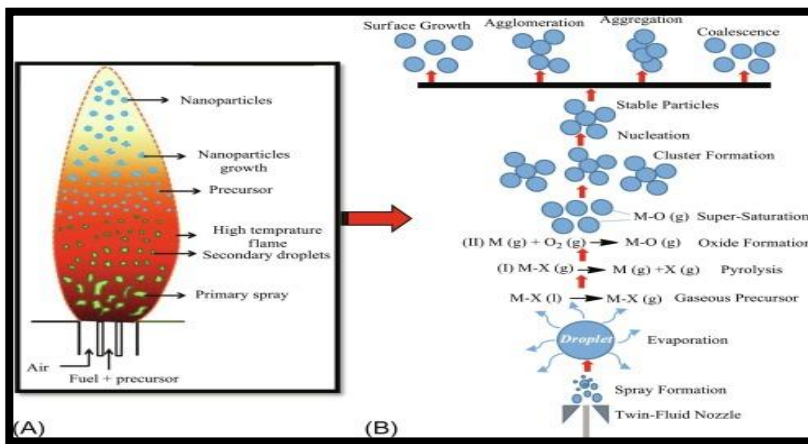 Nanoparticles
Nanoparticles
growth
Precursor
High temprature
flame
Secondary droplets
Primary spray
Air
Fuel + precursor
(A)
Surface Growth
Agglomeration
Aggregation
Coalescence
Stable Particles
Nucleation
Cluster Formation
M-O (g) Super-Saturation
(II) M (g) + O₂ (g) → M-O (g) Oxide Formation
(I) M-X (g) → M (g) +X (g) Pyrolysis
M-X (l) → M-X (g) Gaseous Precursor
Droplet Evaporation
Spray Formation
Twin-Fluid Nozzle
(B)